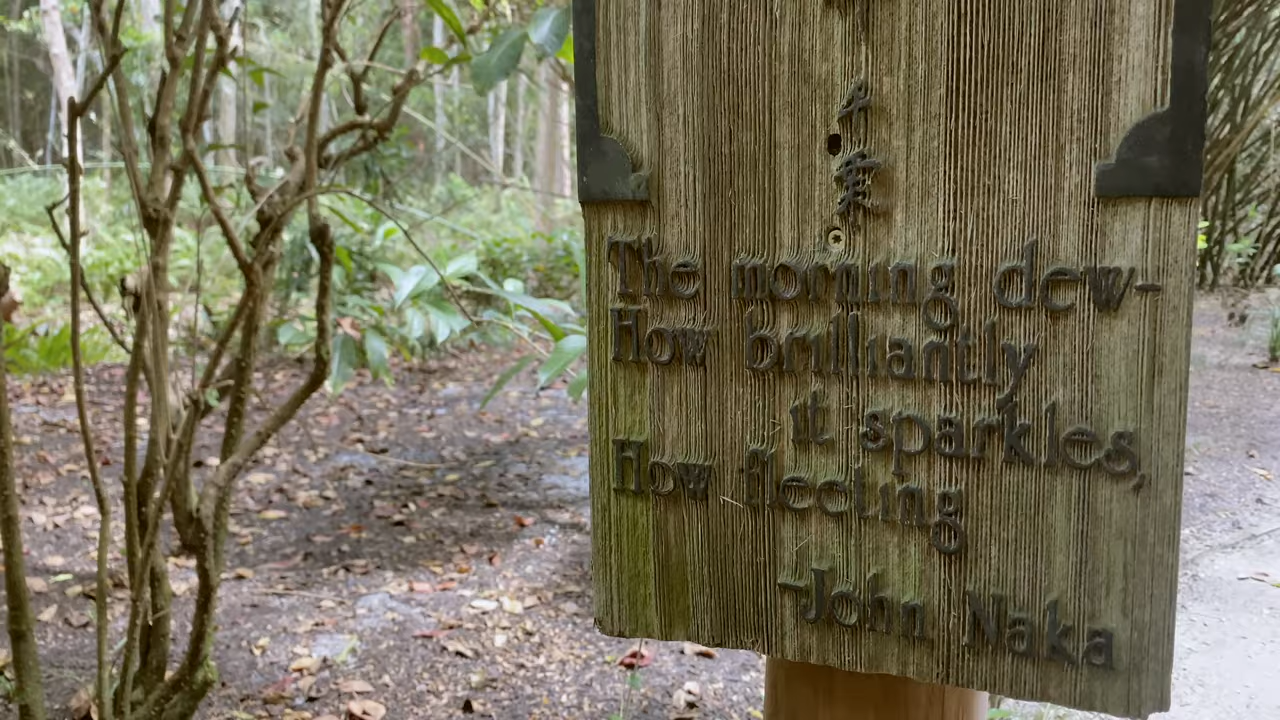 The morning dew-
How brilliantly
it sparkles,
How fleeting
-John Naka